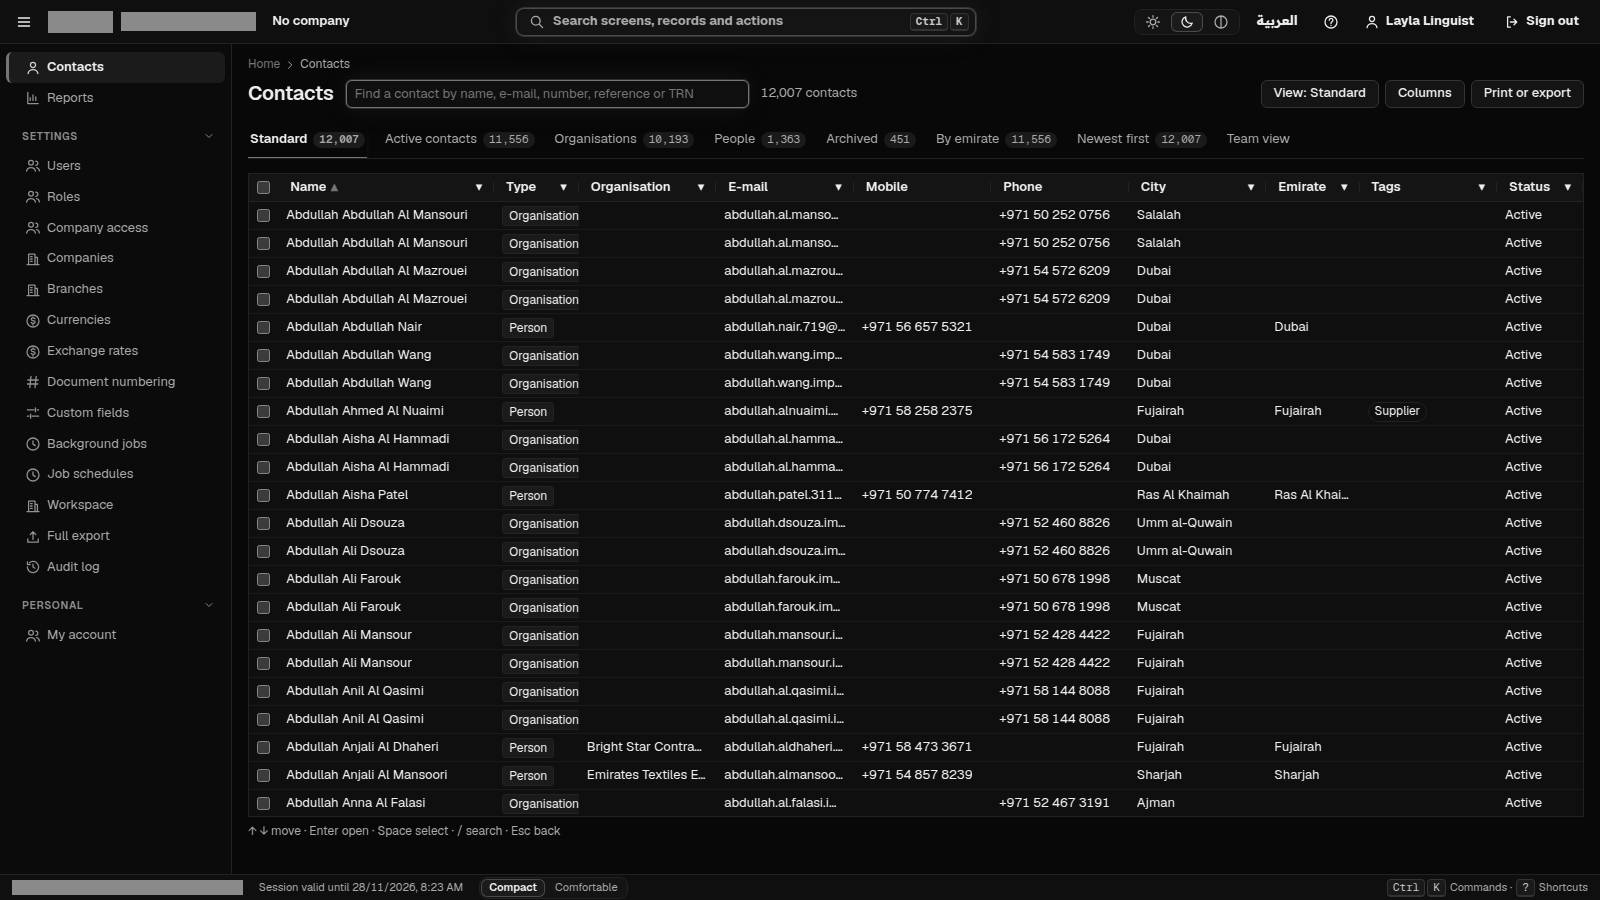 No company
Search screens, records and actions Ctrl K
العربية
Layla Linguist
Sign out
Contacts
Reports
SETTINGS
Users
Roles
Company access
Companies
Branches
Currencies
Exchange rates
Document numbering
Custom fields
Background jobs
Job schedules
Workspace
Full export
Audit log
PERSONAL
My account
Home > Contacts
Contacts Find a contact by name, e-mail, number, reference or TRN 12,007 contacts View: Standard Columns Print or export
Standard 12,007 Active contacts 11,556 Organisations 10,193 People 1,363 Archived 451 By emirate 11,556 Newest first 12,007 Team view
Name ▲ ▼ Type ▼ Organisation ▼ E-mail ▼ Mobile Phone City ▼ Emirate ▼ Tags ▼ Status ▼
Abdullah Abdullah Al Mansouri Organisation abdullah.al.manso... +971 50 252 0756 Salalah Active
Abdullah Abdullah Al Mansouri Organisation abdullah.al.manso... +971 50 252 0756 Salalah Active
Abdullah Abdullah Al Mazrouei Organisation abdullah.al.mazrou... +971 54 572 6209 Dubai Active
Abdullah Abdullah Al Mazrouei Organisation abdullah.al.mazrou... +971 54 572 6209 Dubai Active
Abdullah Abdullah Nair Person abdullah.nair.719@... +971 56 657 5321 Dubai Dubai Active
Abdullah Abdullah Wang Organisation abdullah.wang.imp... +971 54 583 1749 Dubai Active
Abdullah Abdullah Wang Organisation abdullah.wang.imp... +971 54 583 1749 Dubai Active
Abdullah Ahmed Al Nuaimi Person abdullah.alnuaimi.... +971 58 258 2375 Fujairah Fujairah Supplier Active
Abdullah Aisha Al Hammadi Organisation abdullah.al.hamma... +971 56 172 5264 Dubai Active
Abdullah Aisha Al Hammadi Organisation abdullah.al.hamma... +971 56 172 5264 Dubai Active
Abdullah Aisha Patel Person abdullah.patel.311... +971 50 774 7412 Ras Al Khaimah Ras Al Khai... Active
Abdullah Ali Dsouza Organisation abdullah.dsouza.im... +971 52 460 8826 Umm al-Quwain Active
Abdullah Ali Dsouza Organisation abdullah.dsouza.im... +971 52 460 8826 Umm al-Quwain Active
Abdullah Ali Farouk Organisation abdullah.farouk.im... +971 50 678 1998 Muscat Active
Abdullah Ali Farouk Organisation abdullah.farouk.im... +971 50 678 1998 Muscat Active
Abdullah Ali Mansour Organisation abdullah.mansour.i... +971 52 428 4422 Fujairah Active
Abdullah Ali Mansour Organisation abdullah.mansour.i... +971 52 428 4422 Fujairah Active
Abdullah Anil Al Qasimi Organisation abdullah.al.qasimi.i... +971 58 144 8088 Fujairah Active
Abdullah Anil Al Qasimi Organisation abdullah.al.qasimi.i... +971 58 144 8088 Fujairah Active
Abdullah Anjali Al Dhaheri Person Bright Star Contra... abdullah.aldhaheri.... +971 58 473 3671 Fujairah Fujairah Active
Abdullah Anjali Al Mansoori Person Emirates Textiles E... abdullah.almansoo... +971 54 857 8239 Sharjah Sharjah Active
Abdullah Anna Al Falasi Organisation abdullah.al.falasi.i... +971 52 467 3191 Ajman Active
↑↓ move · Enter open · Space select · / search · Esc back
Session valid until 28/11/2026, 8:23 AM Compact Comfortable Ctrl K Commands · ? Shortcuts